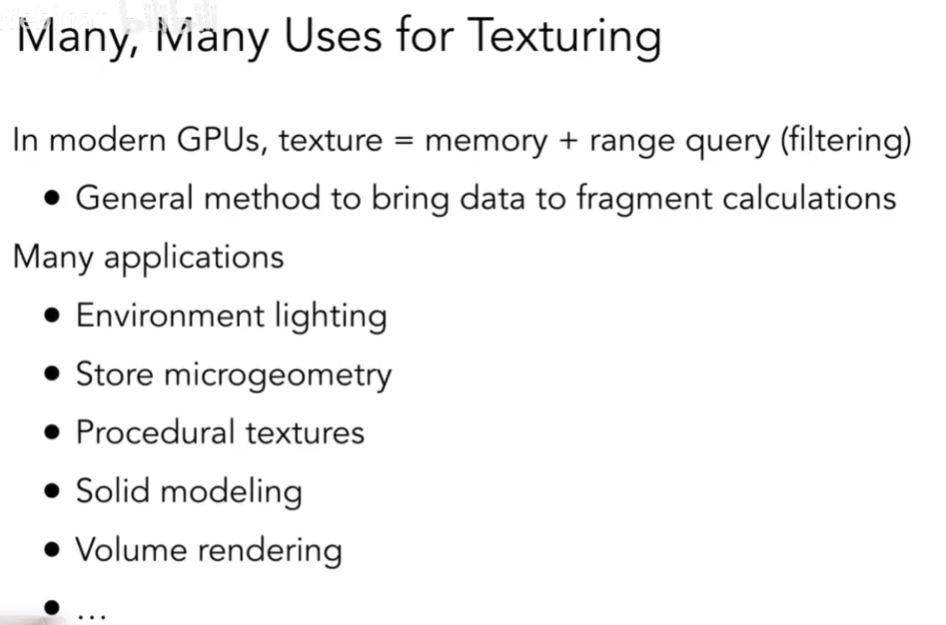 Many, Many Uses for Texturing
In modern GPUs, texture = memory + range query (filtering)
• General method to bring data to fragment calculations
Many applications
• Environment lighting
• Store microgeometry
• Procedural textures
• Solid modeling
• Volume rendering
• ...